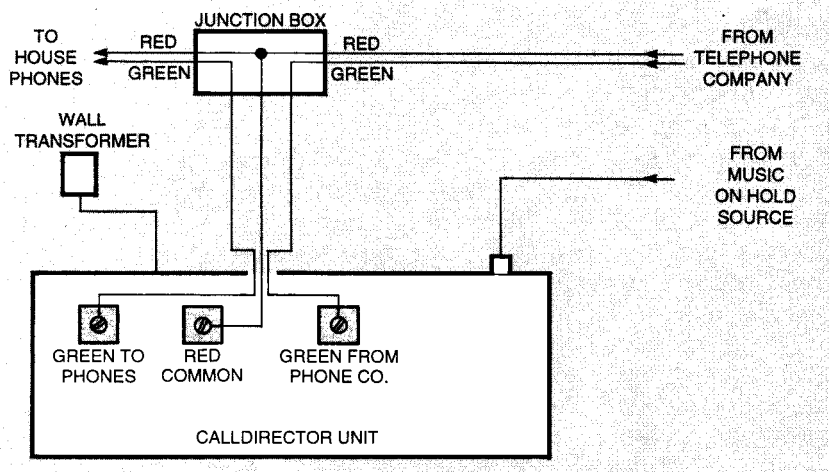 JUNCTION BOX
TO
HOUSE
PHONES
RED
GREEN
RED
GREEN
FROM
TELEPHONE
COMPANY
WALL
TRANSFORMER
FROM
MUSIC
ON HOLD
SOURCE
GREEN TO
PHONES
RED
COMMON
GREEN FROM
PHONE CO.
CALLDIRECTOR UNIT